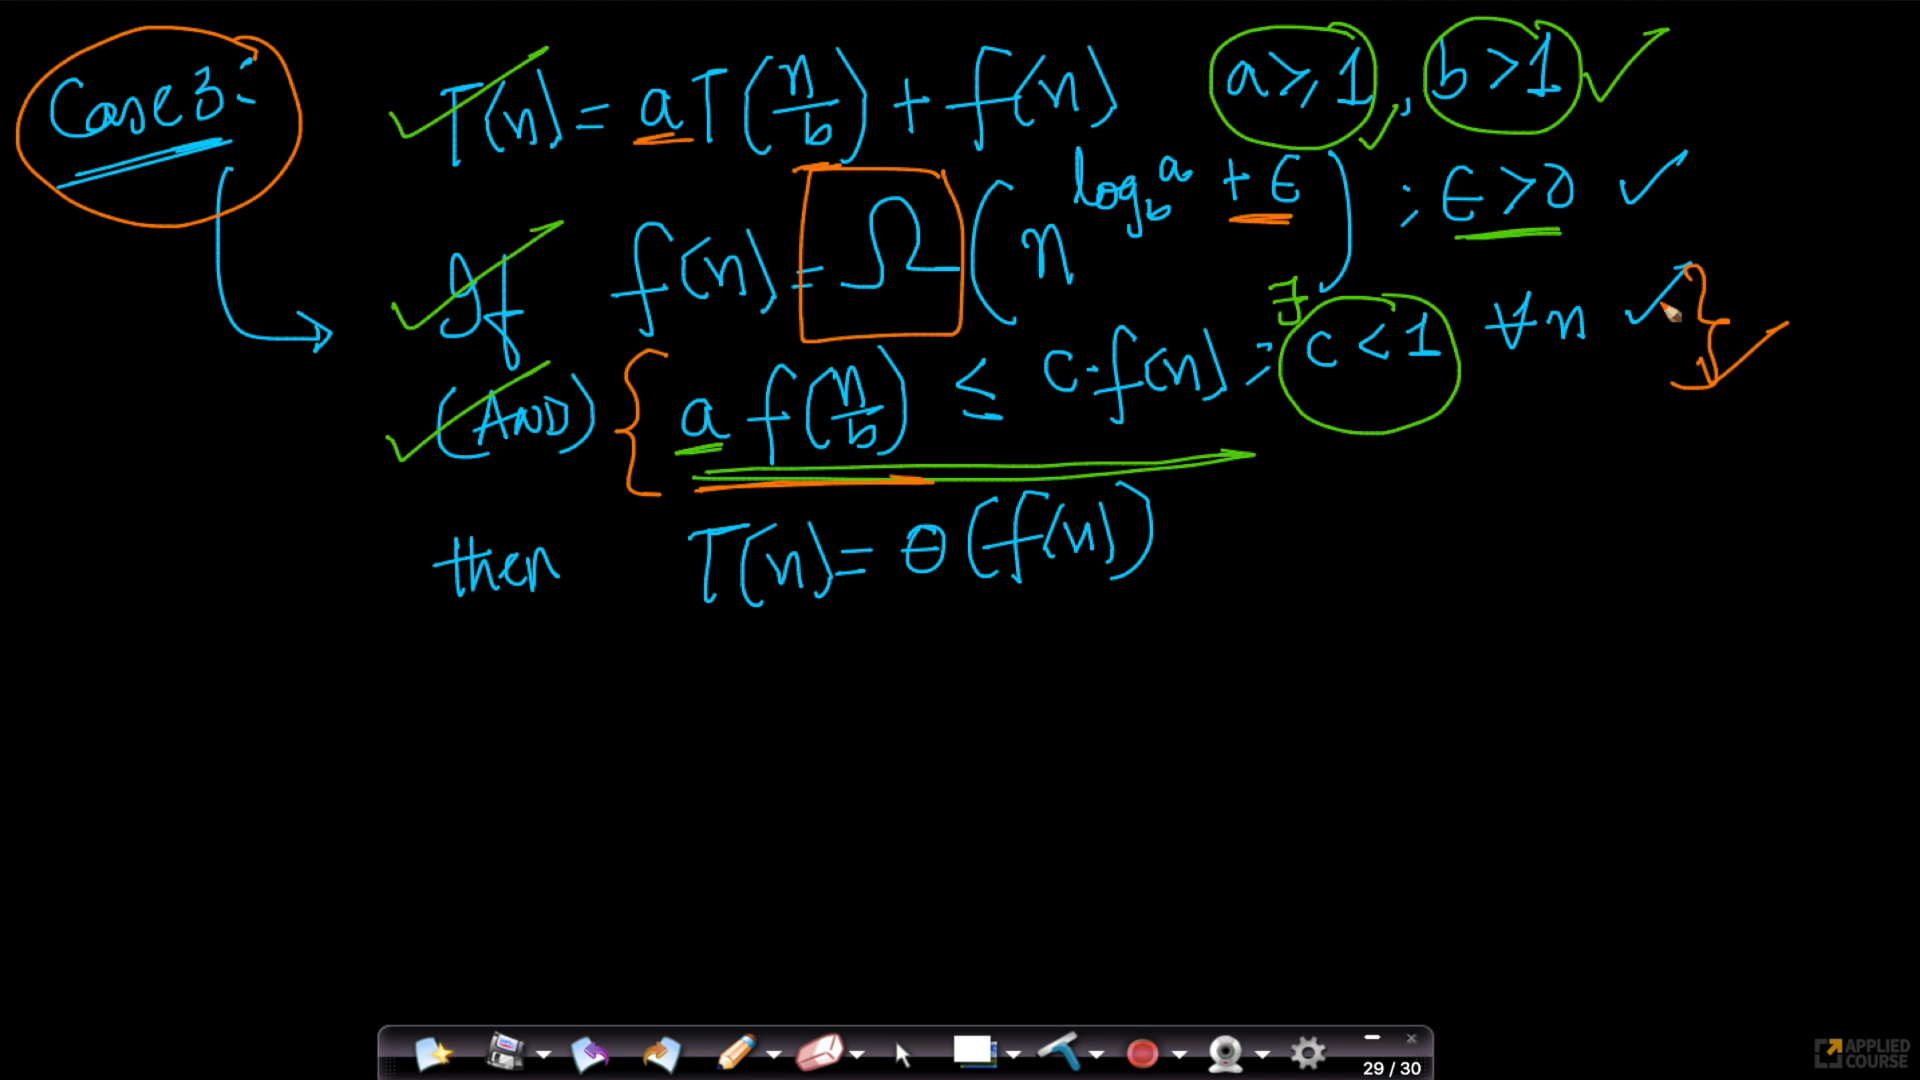 Case 3:
T(n) = aT(n/b) + f(n) a ≥ 1, b > 1
If f(n) = Ω(n^(log_b a + ε)) ; ε > 0
(AND) { a f(n/b) ≤ c·f(n) ; ∃ c < 1 ∀n }
then T(n) = θ(f(n))
29 / 30
APPLIED
COURSE